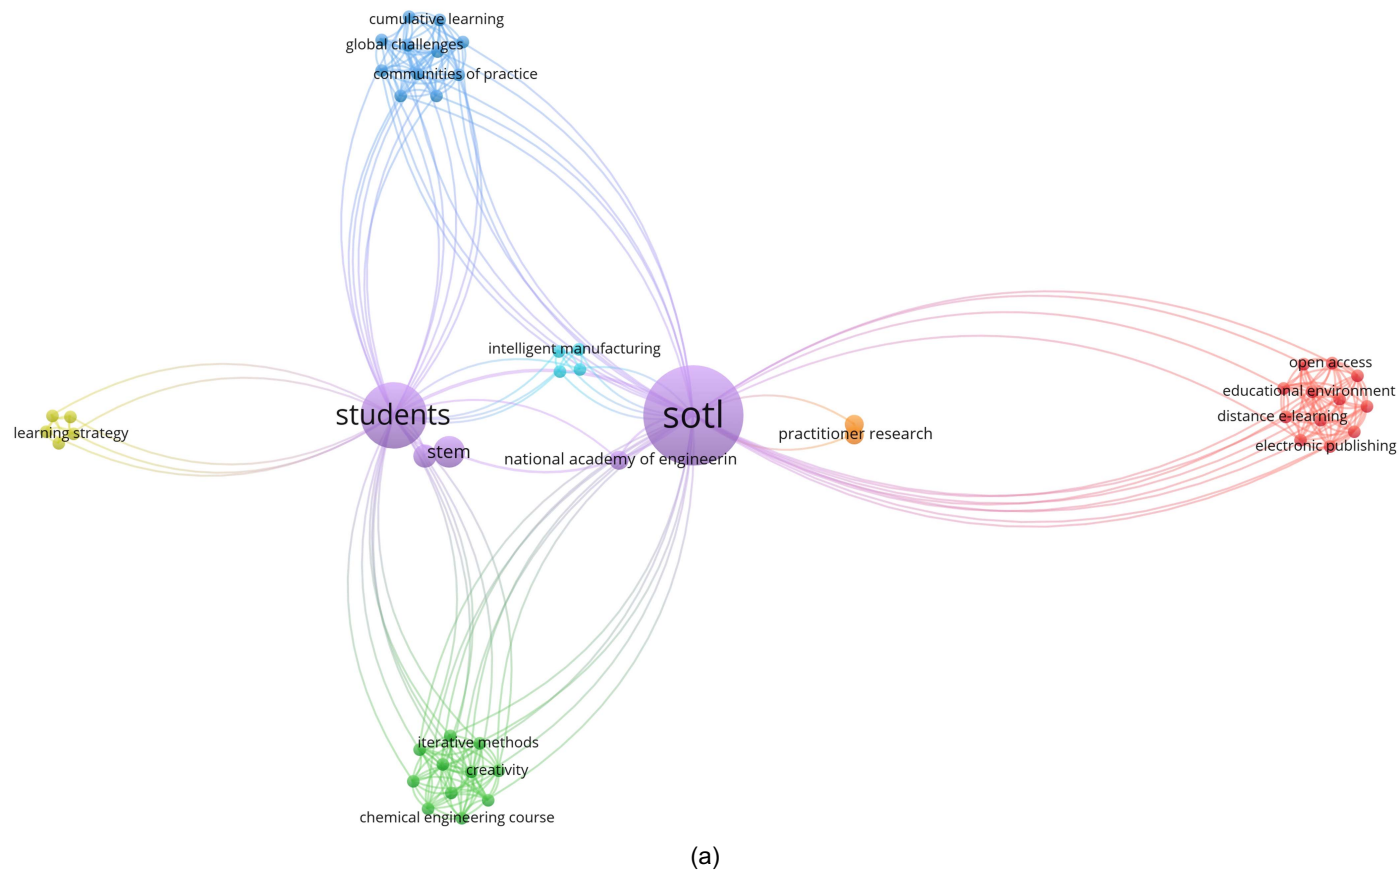 cumulative learning
global challenges
communities of practice
intelligent manufacturing
open access
educational environment
students
sotl
distance e-learning
learning strategy
practitioner research
electronic publishing
stem
national academy of engineerin
iterative methods
creativity
chemical engineering course
(a)